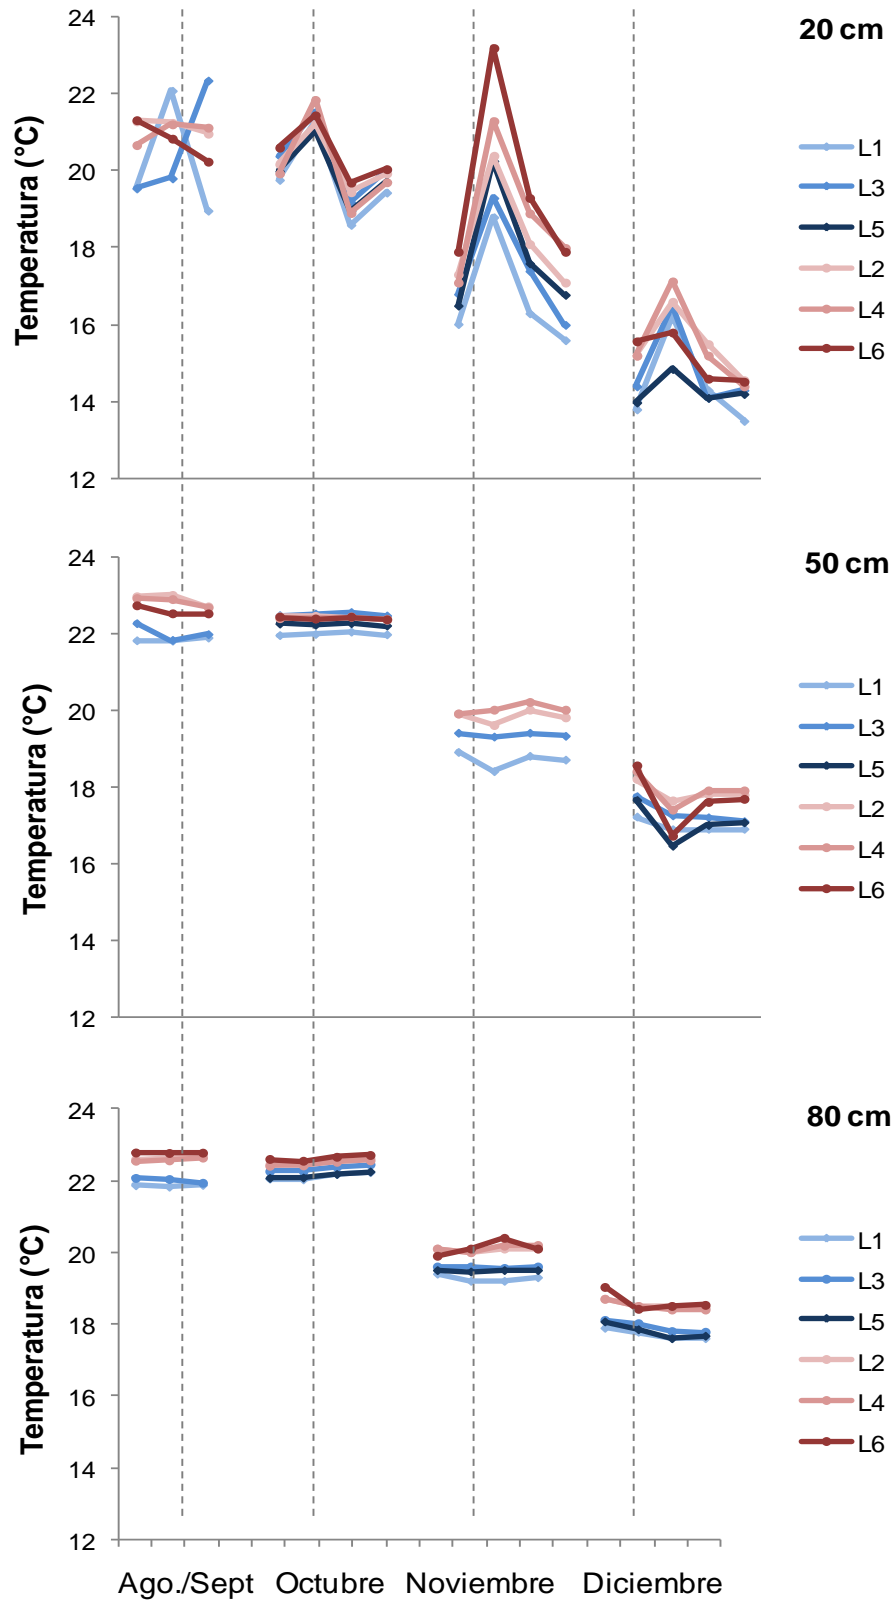 20 cm
Temperatura (°C)
24
22
20
18
16
14
12
L1
L3
L5
L2
L4
L6
50 cm
Temperatura (°C)
24
22
20
18
16
14
12
L1
L3
L5
L2
L4
L6
80 cm
Temperatura (°C)
24
22
20
18
16
14
12
L1
L3
L5
L2
L4
L6
Ago./Sept Octubre Noviembre Diciembre